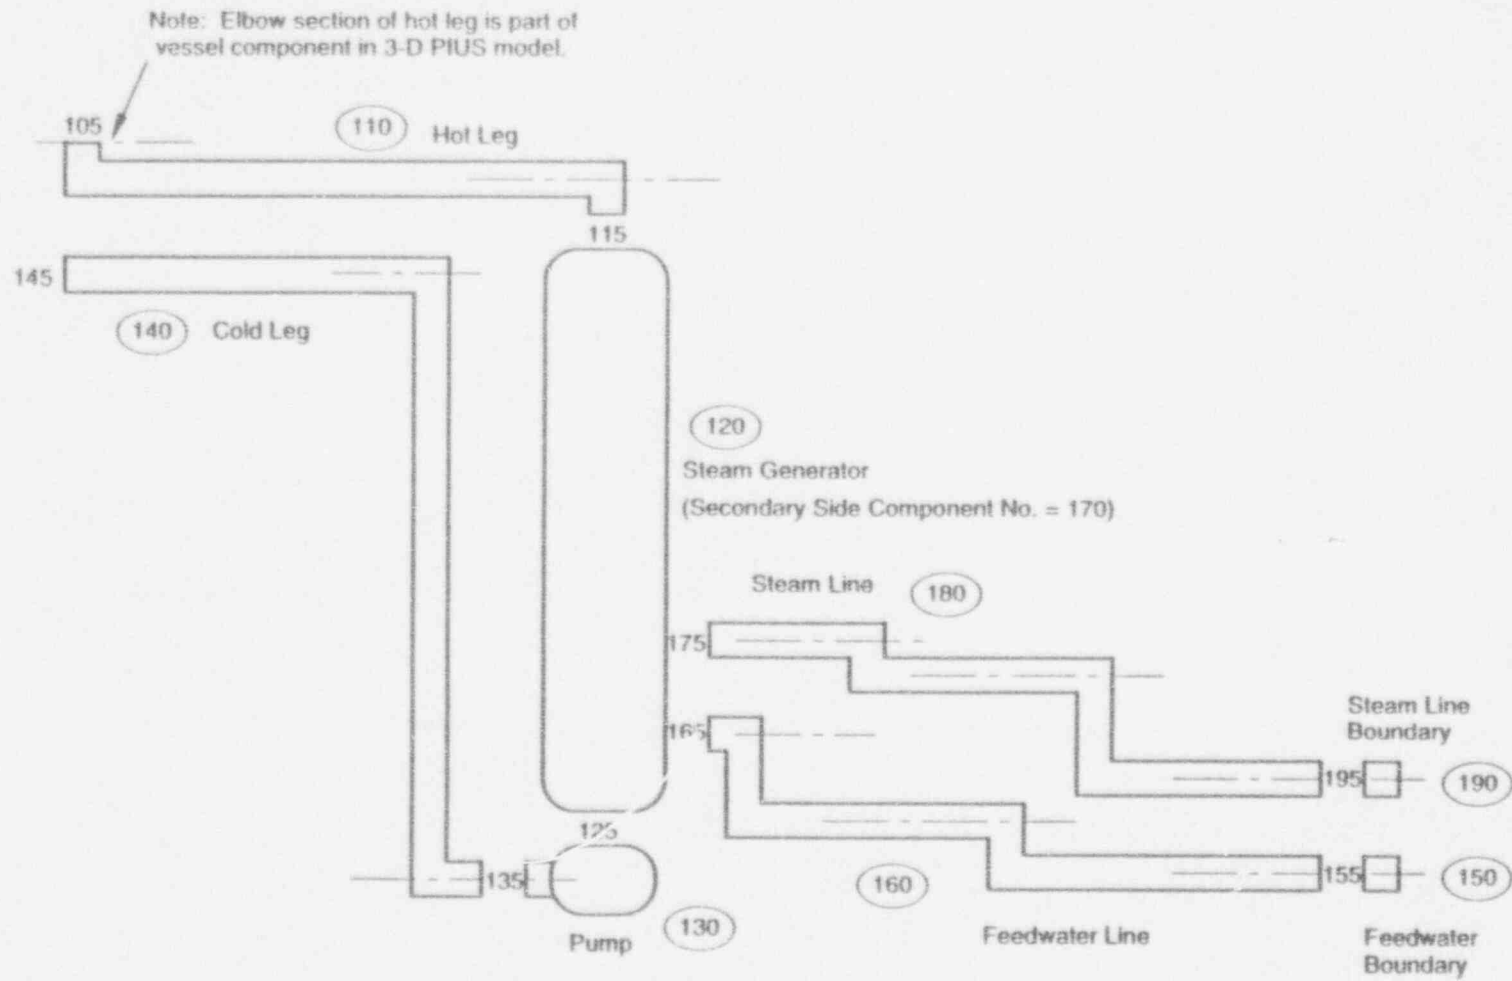 Note: Elbow section of hot leg is part of
vessel component in 3-D PIUS model.
105
110
Hot Leg
115
145
140
Cold Leg
120
Steam Generator
(Secondary Side Component No. = 170)
Steam Line
180
175
165
Steam Line
Boundary
195
190
125
135
160
155
150
130
Pump
Feedwater Line
Feedwater
Boundary